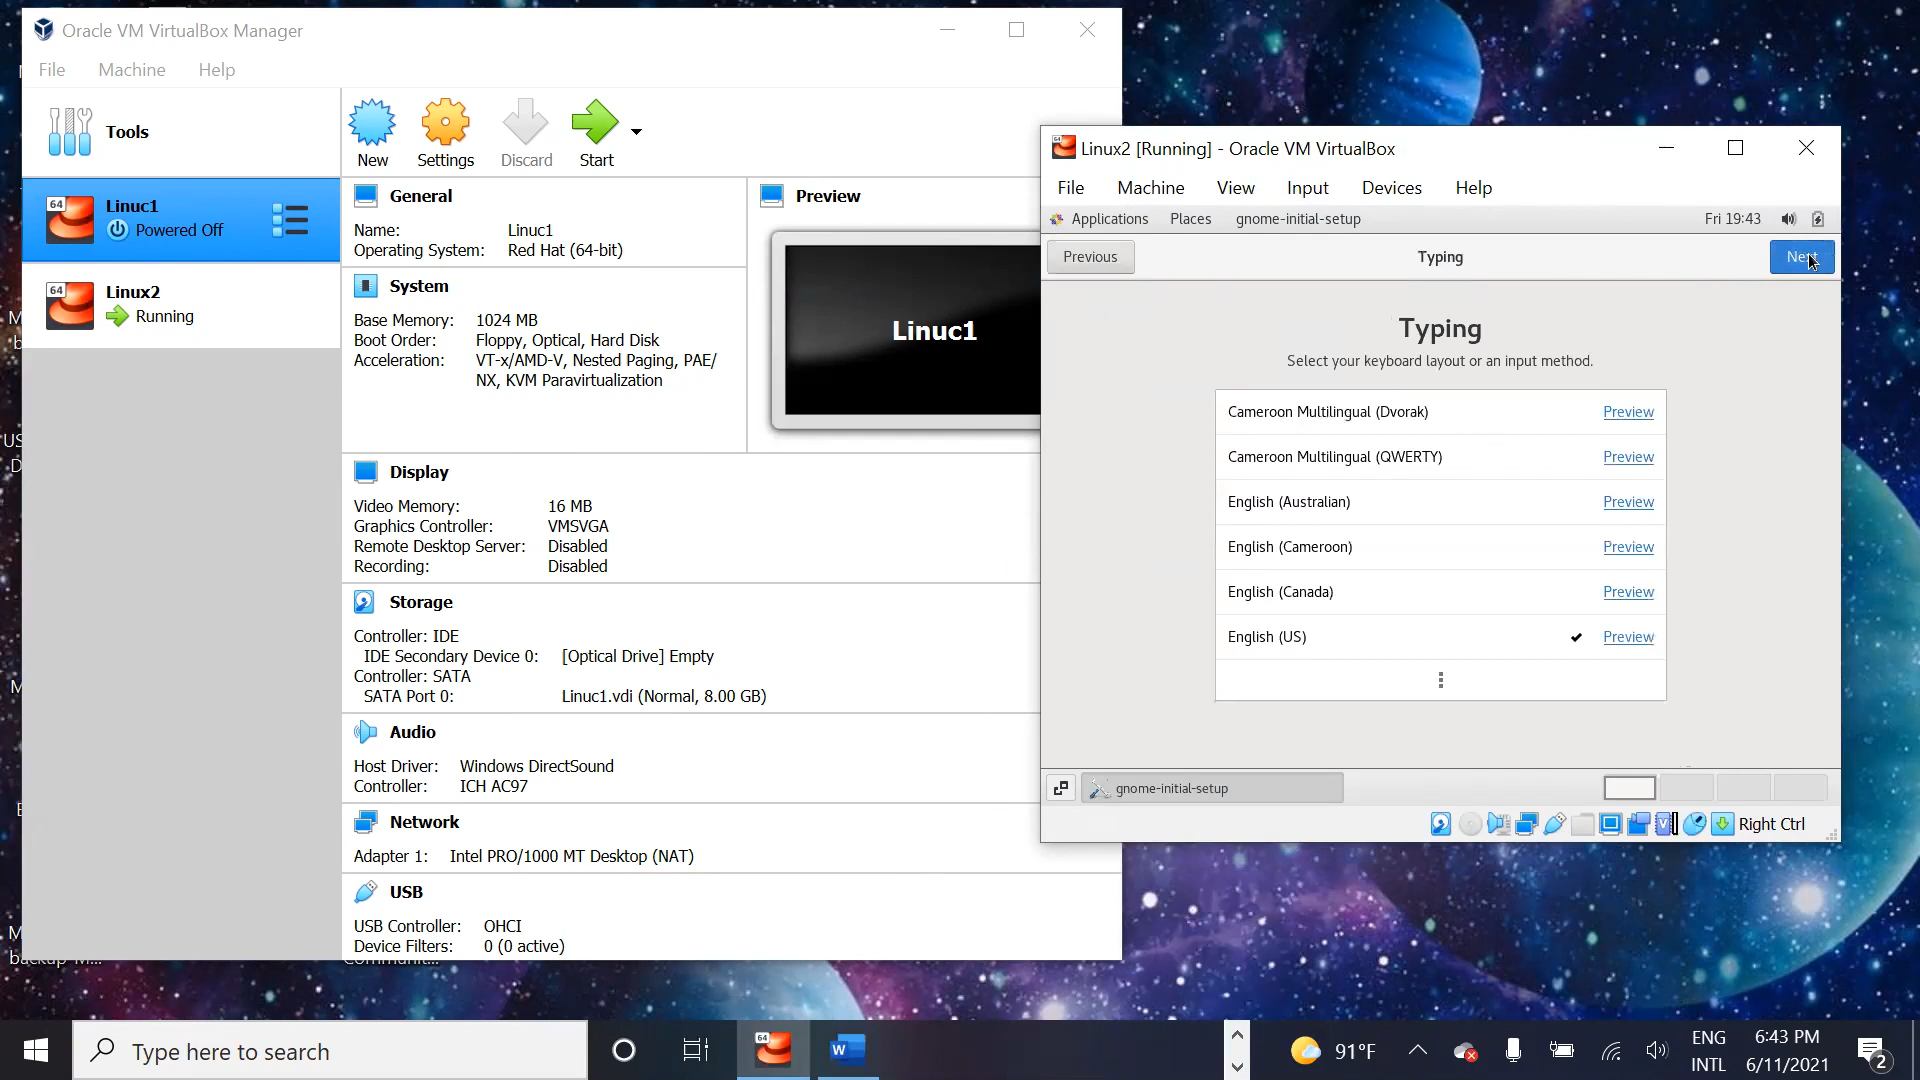 Oracle VM VirtualBox Manager
File Machine Help
Tools
New Settings Discard Start
64
Linuc1
Powered Off
64
Linux2
Running
General
Name: Linuc1
Operating System: Red Hat (64-bit)
System
Base Memory: 1024 MB
Boot Order: Floppy, Optical, Hard Disk
Acceleration: VT-x/AMD-V, Nested Paging, PAE/
NX, KVM Paravirtualization
Preview
Linuc1
Display
Video Memory: 16 MB
Graphics Controller: VMSVGA
Remote Desktop Server: Disabled
Recording: Disabled
Storage
Controller: IDE
IDE Secondary Device 0: [Optical Drive] Empty
Controller: SATA
SATA Port 0: Linuc1.vdi (Normal, 8.00 GB)
Audio
Host Driver: Windows DirectSound
Controller: ICH AC97
Network
Adapter 1: Intel PRO/1000 MT Desktop (NAT)
USB
USB Controller: OHCI
Device Filters: 0 (0 active)
Linux2 [Running] - Oracle VM VirtualBox
File Machine View Input Devices Help
Applications Places gnome-initial-setup Fri 19:43
Previous Typing Next
Typing
Select your keyboard layout or an input method.
Cameroon Multilingual (Dvorak) Preview
Cameroon Multilingual (QWERTY) Preview
English (Australian) Preview
English (Cameroon) Preview
English (Canada) Preview
English (US) Preview
gnome-initial-setup
Right Ctrl
Type here to search
64
W
91°F
ENG
INTL
6:43 PM
6/11/2021
2